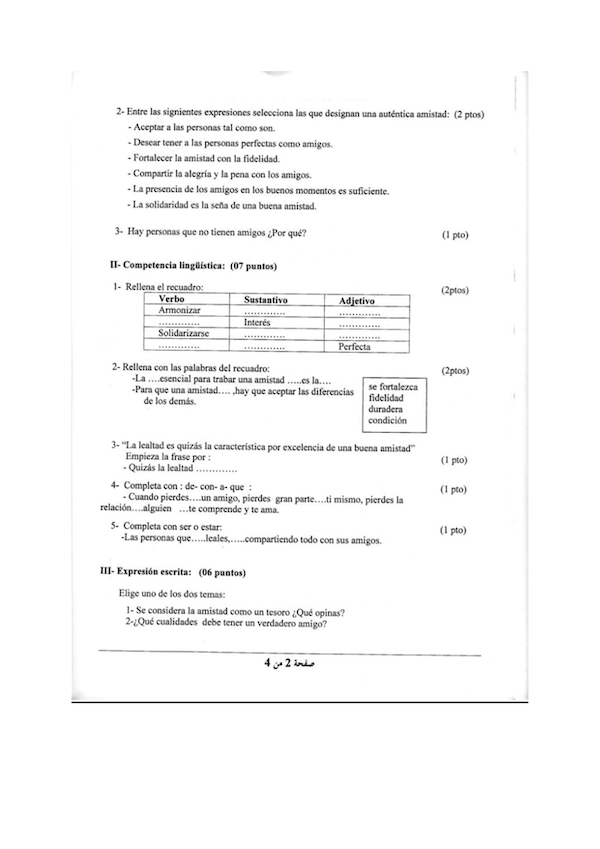 2- Entre las signientes expresiones selecciona las que designan una auténtica amistad: (2 ptos)
- Aceptar a las personas tal como son.
- Desear tener a las personas perfectas como amigos.
- Fortalecer la amistad con la fidelidad.
- Compartir la alegría y la pena con los amigos.
- La presencia de los amigos en los buenos momentos es suficiente.
- La solidaridad es la seña de una buena amistad.
3- Hay personas que no tienen amigos ¿Por qué? (1 pto)
II- Competencia lingüística: (07 puntos)
1- Rellena el recuadro: (2ptos)
Verbo Sustantivo Adjetivo
Armonizar ............. .............
............. Interés .............
Solidarizarse ............. .............
............. ............. Perfecta
2- Rellena con las palabras del recuadro: (2ptos)
-La ....esencial para trabar una amistad .....es la....
-Para que una amistad.... ,hay que aceptar las diferencias
de los demás.
se fortalezca
fidelidad
duradera
condición
3- “La lealtad es quizás la característica por excelencia de una buena amistad”
Empieza la frase por : (1 pto)
- Quizás la lealtad .............
4- Completa con : de- con- a- que : (1 pto)
- Cuando pierdes....un amigo, pierdes gran parte....ti mismo, pierdes la
relación....alguien ...te comprende y te ama.
5- Completa con ser o estar: (1 pto)
-Las personas que.....leales,.....compartiendo todo con sus amigos.
III- Expresión escrita: (06 puntos)
Elige uno de los dos temas:
1- Se considera la amistad como un tesoro ¿Qué opinas?
2-¿Qué cualidades debe tener un verdadero amigo?
صفحة 2 من 4